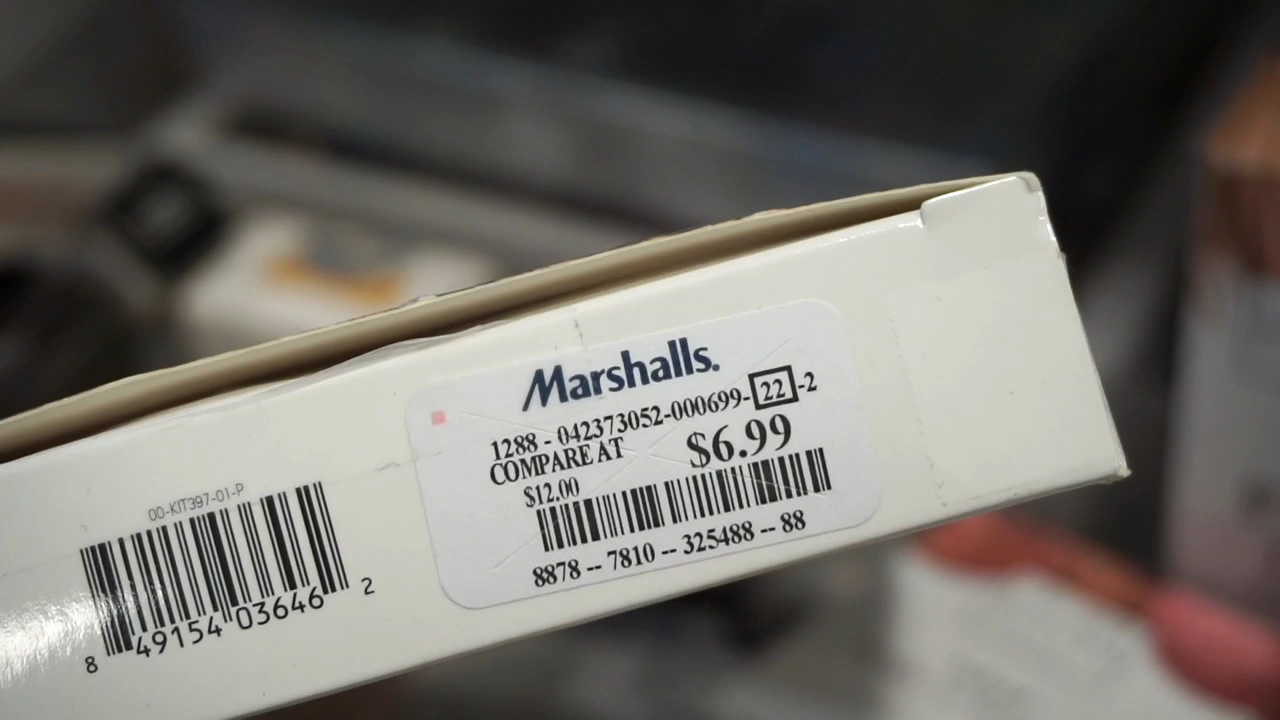 Marshalls.
1288 - 042373052-000699-22-2
COMPARE AT $6.99
$12.00
8878 -- 7810 -- 325488 -- 88
00-KIT397-01-P
8 49154 03646 2